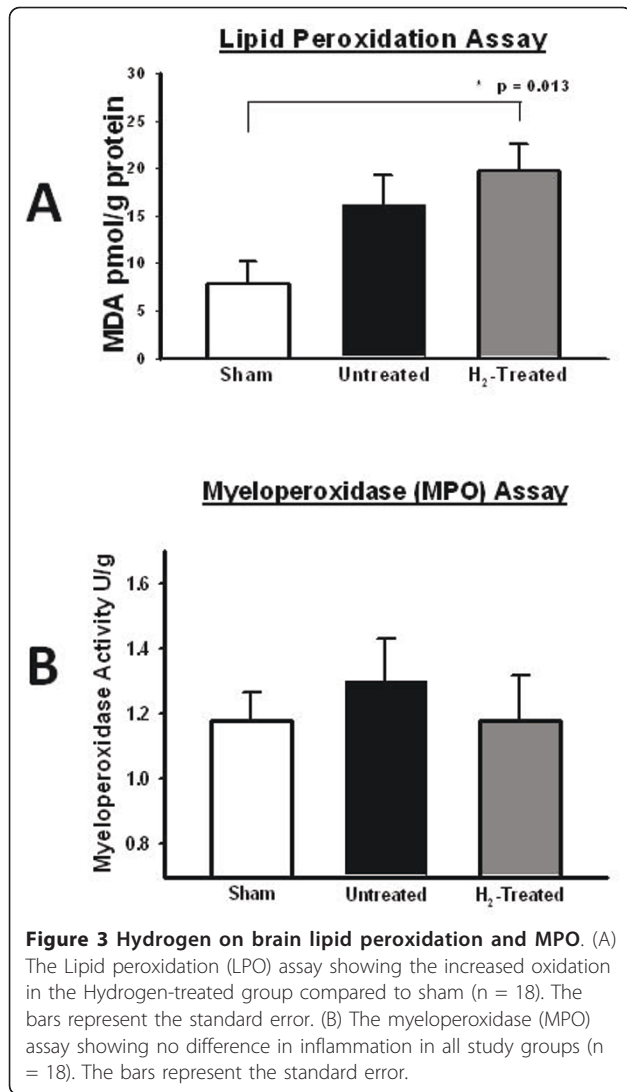 Lipid Peroxidation Assay
A
MDA pmol/g protein
30
25
20
15
10
5
0
* p = 0.013
Sham Untreated H₂-Treated
Myeloperoxidase (MPO) Assay
B
Myeloperoxidase Activity U/g
1.6
1.4
1.2
1.0
0.8
Sham Untreated H₂-Treated
Figure 3 Hydrogen on brain lipid peroxidation and MPO. (A)
The Lipid peroxidation (LPO) assay showing the increased oxidation
in the Hydrogen-treated group compared to sham (n = 18). The
bars represent the standard error. (B) The myeloperoxidase (MPO)
assay showing no difference in inflammation in all study groups (n
= 18). The bars represent the standard error.